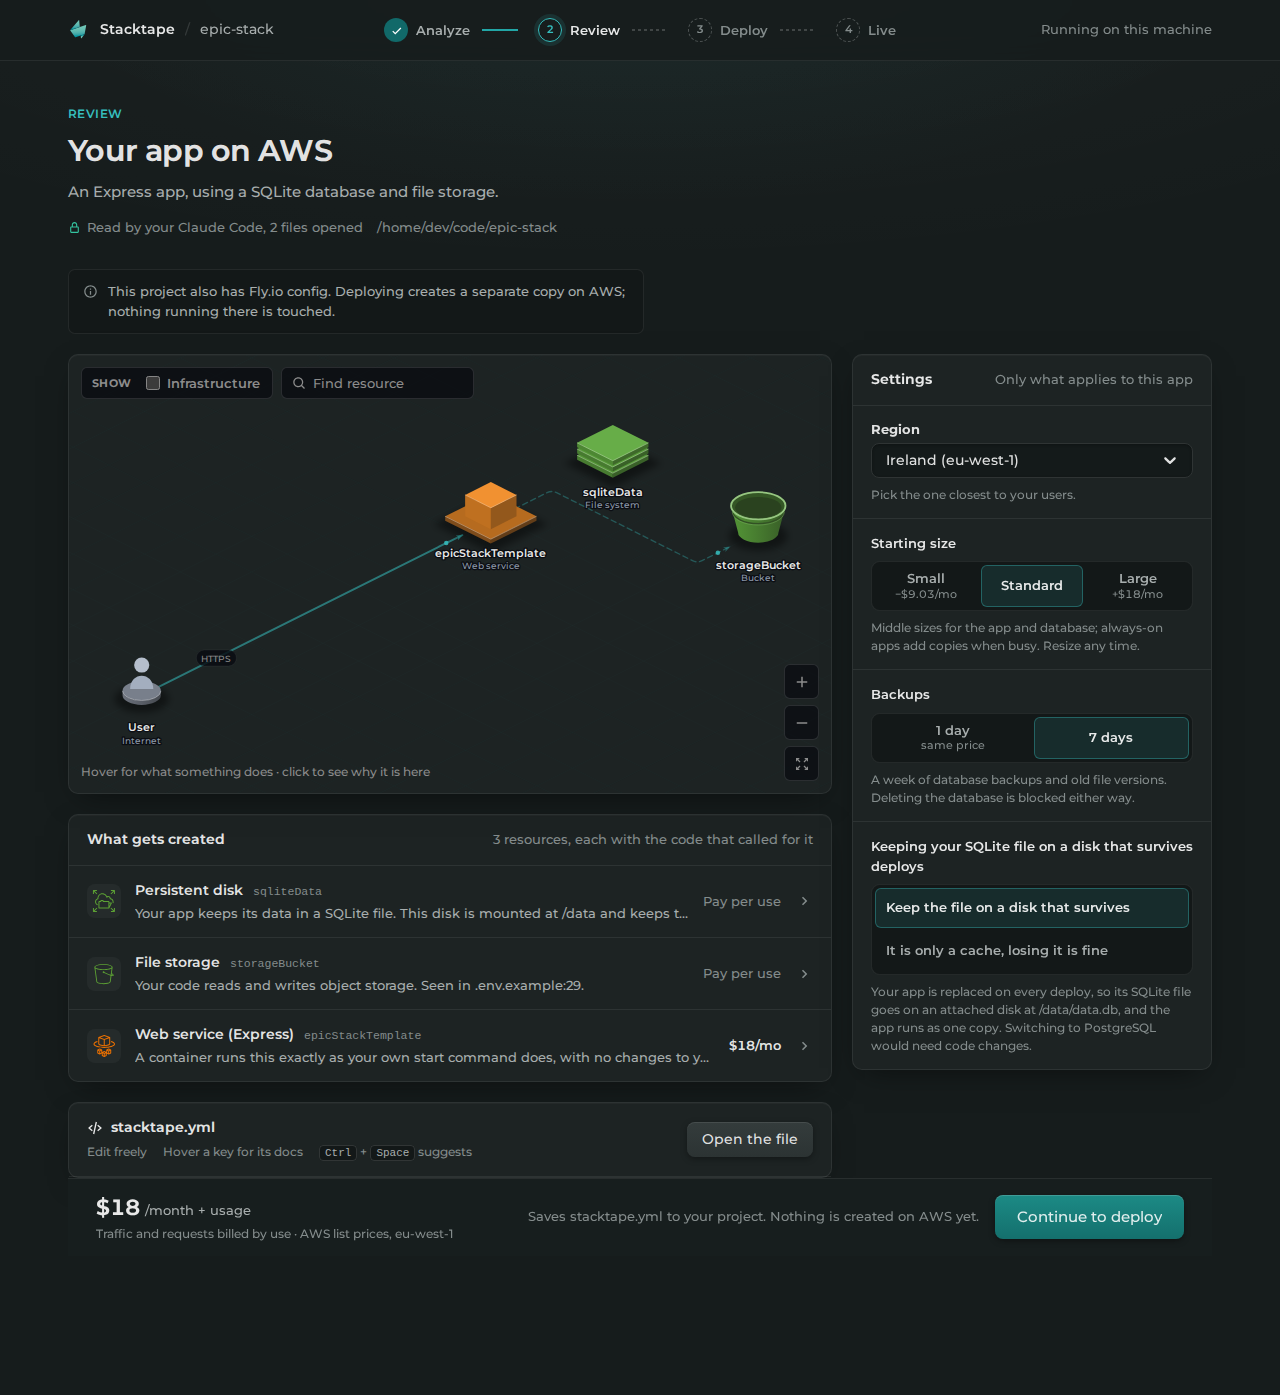 Stacktape / epic-stack
Analyze
2 Review
3 Deploy
4 Live
Running on this machine
REVIEW
Your app on AWS
An Express app, using a SQLite database and file storage.
Read by your Claude Code, 2 files opened /home/dev/code/epic-stack
This project also has Fly.io config. Deploying creates a separate copy on AWS;
nothing running there is touched.
SHOW Infrastructure
Find resource
sqliteData
File system
epicStackTemplate
Web service
storageBucket
Bucket
HTTPS
User
Internet
Hover for what something does · click to see why it is here
Settings
Only what applies to this app
Region
Ireland (eu-west-1)
Pick the one closest to your users.
Starting size
Small
−$9.03/mo
Standard
Large
+$18/mo
Middle sizes for the app and database; always-on
apps add copies when busy. Resize any time.
Backups
1 day
same price
7 days
A week of database backups and old file versions.
Deleting the database is blocked either way.
Keeping your SQLite file on a disk that survives
deploys
Keep the file on a disk that survives
It is only a cache, losing it is fine
Your app is replaced on every deploy, so its SQLite file
goes on an attached disk at /data/data.db, and the
app runs as one copy. Switching to PostgreSQL
would need code changes.
What gets created
3 resources, each with the code that called for it
Persistent disk sqliteData
Your app keeps its data in a SQLite file. This disk is mounted at /data and keeps t...
Pay per use
File storage storageBucket
Your code reads and writes object storage. Seen in .env.example:29.
Pay per use
Web service (Express) epicStackTemplate
A container runs this exactly as your own start command does, with no changes to y...
$18/mo
stacktape.yml
Edit freely Hover a key for its docs Ctrl + Space suggests
Open the file
$18 /month + usage
Traffic and requests billed by use · AWS list prices, eu-west-1
Saves stacktape.yml to your project. Nothing is created on AWS yet.
Continue to deploy